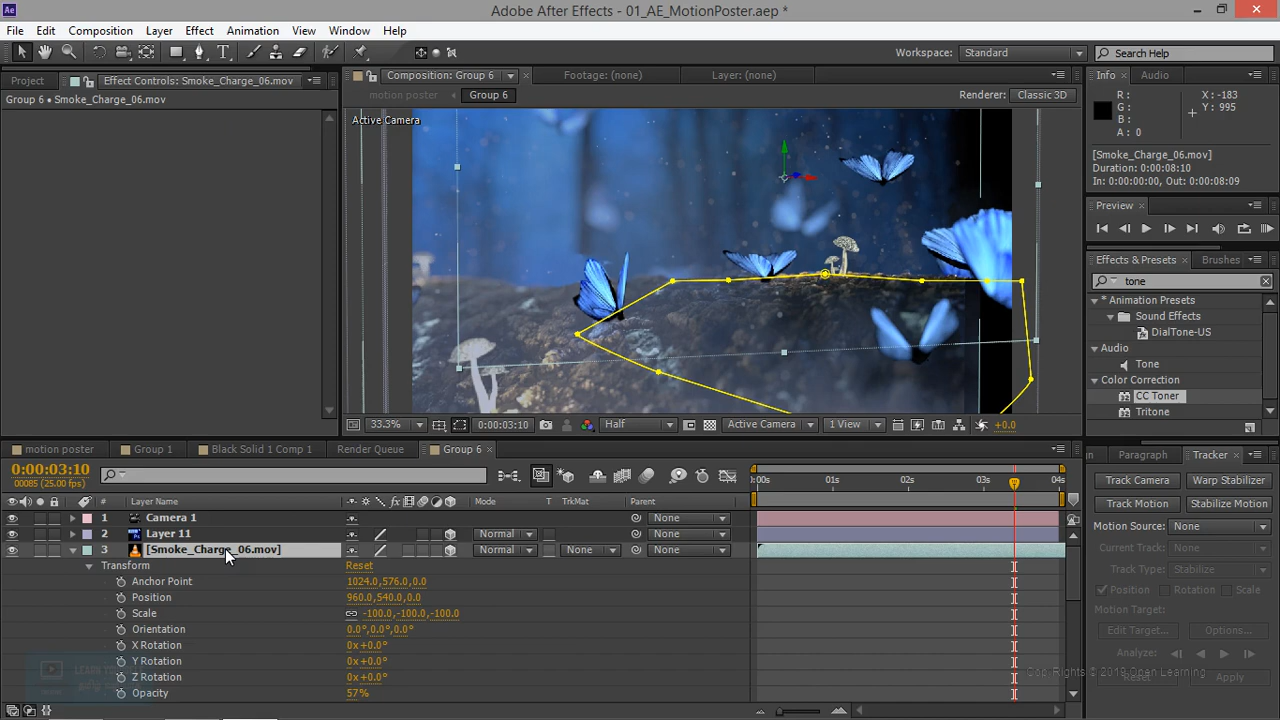 Ae Adobe After Effects - 01_AE_MotionPoster.aep *
File Edit Composition Layer Effect Animation View Window Help
Workspace: Standard Search Help
Project Effect Controls: Smoke_Charge_06.mov Composition: Group 6 Footage: (none) Layer: (none) Info Audio
Group 6 • Smoke_Charge_06.mov motion poster Group 6 Renderer: Classic 3D
Active Camera
R : X : -183
G : Y : 995
B :
A : 0
[Smoke_Charge_06.mov]
Duration: 0:00:08:10
In: 0:00:00:00, Out: 0:00:08:09
Preview
Effects & Presets Brushes
tone
* Animation Presets
Sound Effects
DialTone-US
Audio
Tone
Color Correction
CC Toner
Tritone
33.3% 0:00:03:10 Half Active Camera 1 View +0.0
motion poster Group 1 Black Solid 1 Comp 1 Render Queue Group 6 Paragraph Tracker
0:00:03:10
00085 (25.00 fps)
:00s 01s 02s 03s 04s
# Layer Name Mode T TrkMat Parent
1 Camera 1 None
2 Layer 11 Normal None
3 [Smoke_Charge_06.mov] Normal None None
Transform Reset
Anchor Point 1024.0,576.0,0.0
Position 960.0,540.0,0.0
Scale -100.0,-100.0,-100.0
Orientation 0.0°,0.0°,0.0°
X Rotation 0x+0.0°
Y Rotation 0x+0.0°
Z Rotation 0x+0.0°
Opacity 57%
Track Camera Warp Stabilizer
Track Motion Stabilize Motion
Motion Source: None
Current Track: None
Track Type: Stabilize
Position Rotation Scale
Motion Target:
Edit Target... Options...
Analyze:
Reset Apply
Cop Rights © 2019 Open Learning